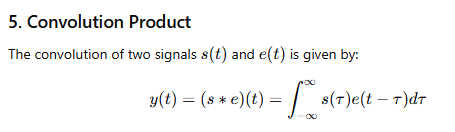 5. Convolution Product
The convolution of two signals s(t) and e(t) is given by:
y(t) = (s * e)(t) = ∫_{-∞}^{∞} s(τ)e(t − τ)dτ